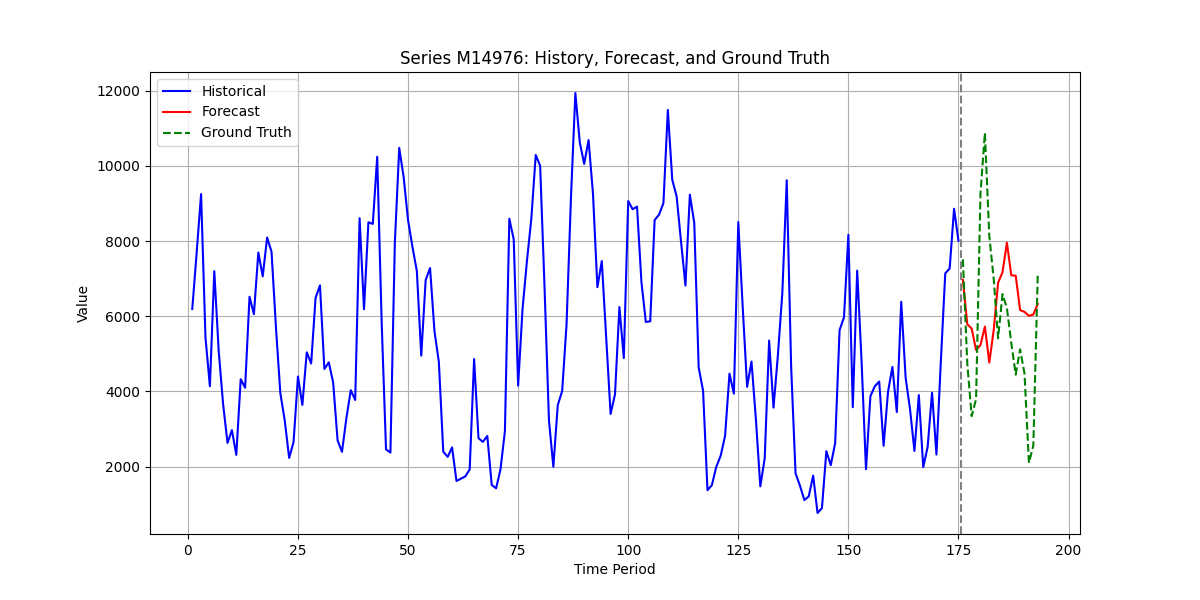 Series M14976: History, Forecast, and Ground Truth
Historical
Forecast
Ground Truth
12000
10000
8000
6000
4000
2000
Value
0 25 50 75 100 125 150 175 200
Time Period